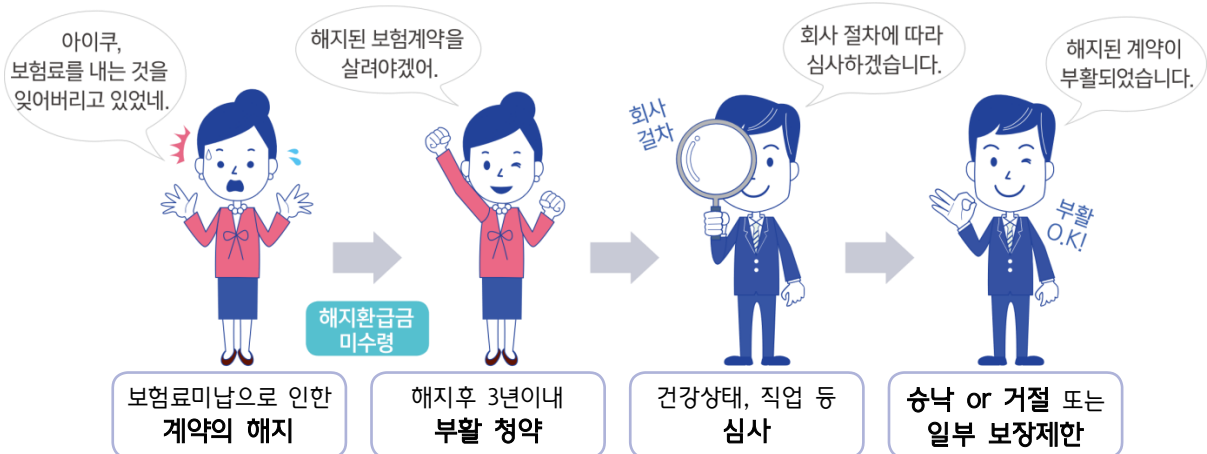 아이쿠,
보험료를 내는 것을
잊어버리고 있었네.
해지된 보험계약을
살려야겠어.
회사 절차에 따라
심사하겠습니다.
해지된 계약이
부활되었습니다.
회사
걸차
부활
O.K!
해지환급금
미수령
보험료미납으로 인한
계약의 해지
해지후 3년이내
부활 청약
건강상태, 직업 등
심사
승낙 or 거절 또는
일부 보장제한